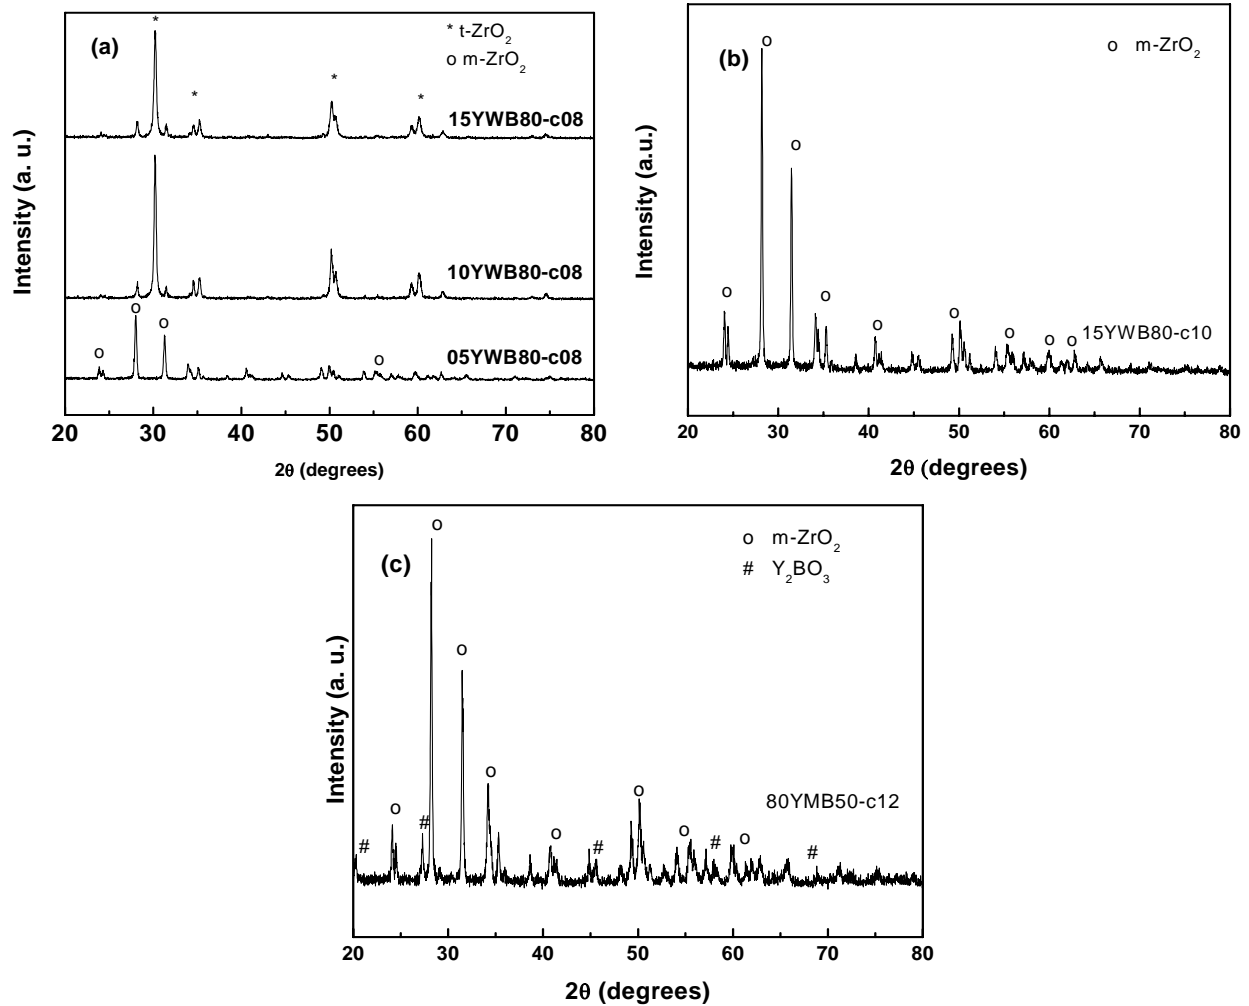 (a)
* t-ZrO₂
o m-ZrO₂
*
*
*
*
15YWB80-c08
10YWB80-c08
o
o
o
o
05YWB80-c08
Intensity (a. u.)
20 30 40 50 60 70 80
2θ (degrees)
(b)
o m-ZrO₂
o
o
o
o
o
o
o
o
o
15YWB80-c10
Intensity (a.u.)
20 30 40 50 60 70 80
2θ (degrees)
(c)
o m-ZrO₂
# Y₂BO₃
o
o
o
o
o
o
o
o
#
#
#
#
#
80YMB50-c12
Intensity (a. u.)
20 30 40 50 60 70 80
2θ (degrees)